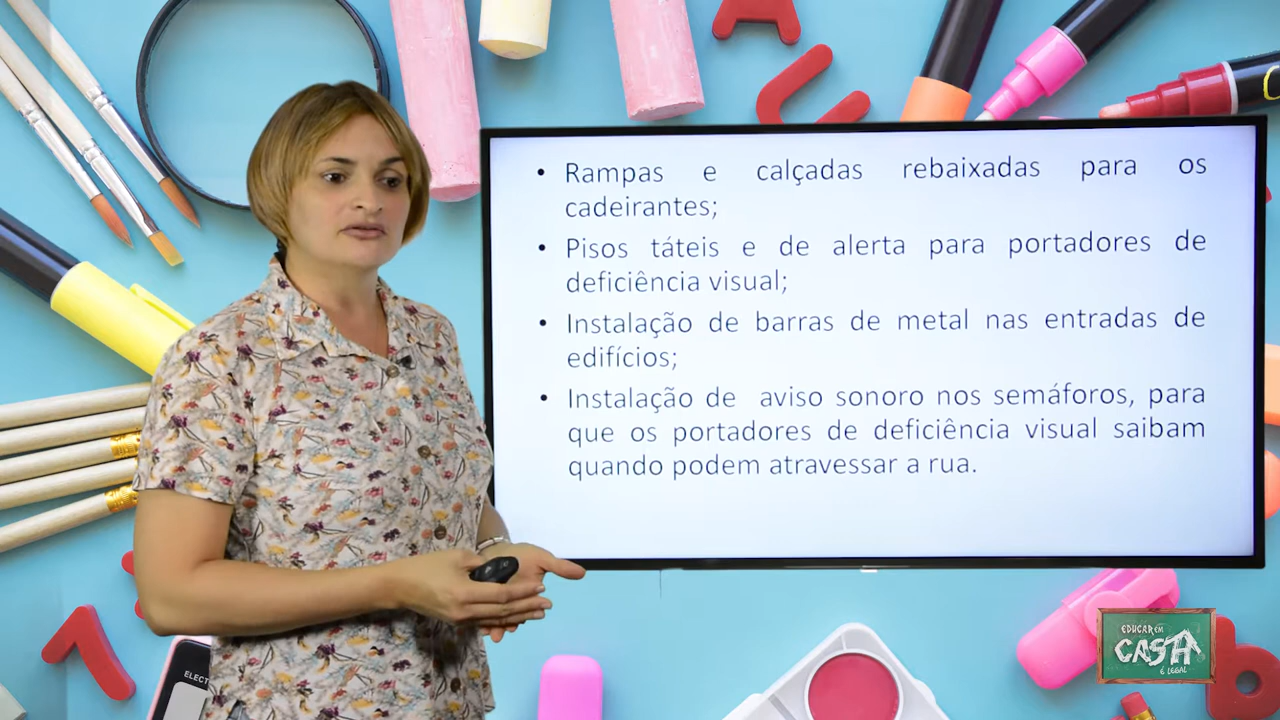 • Rampas e calçadas rebaixadas para os
cadeirantes;
• Pisos táteis e de alerta para portadores de
deficiência visual;
• Instalação de barras de metal nas entradas de
edifícios;
• Instalação de aviso sonoro nos semáforos, para
que os portadores de deficiência visual saibam
quando podem atravessar a rua.
ELECT
EDUCAR EM
CASA
É LEGAL